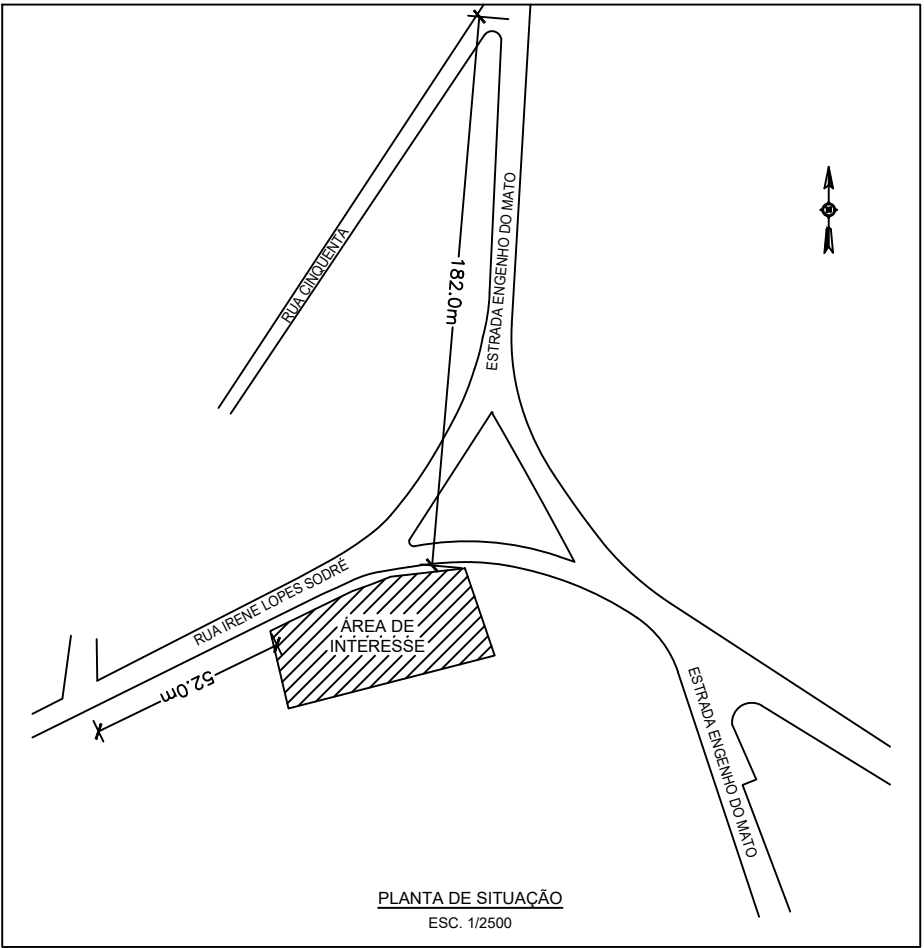 RUA CINQUENTA
182.0m
ESTRADA ENGENHO DO MATO
RUA IRENE LOPES SODRÉ
ÁREA DE
INTERESSE
52.0m
ESTRADA ENGENHO DO MATO
PLANTA DE SITUAÇÃO
ESC. 1/2500